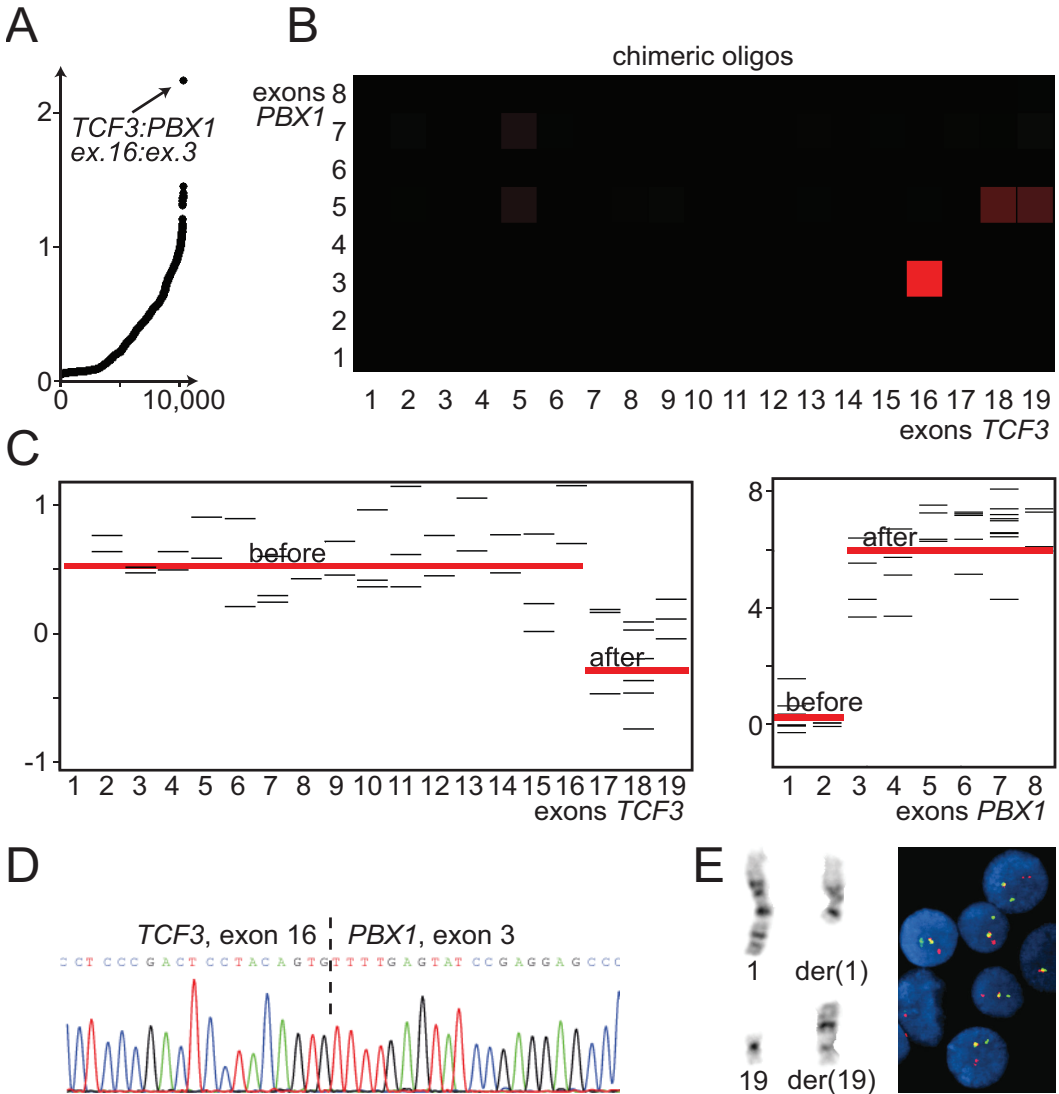 A
2
1
0
0
10,000
TCF3:PBX1
ex.16:ex.3
B
chimeric oligos
exons
PBX1
8
7
6
5
4
3
2
1
1 2 3 4 5 6 7 8 9 10 11 12 13 14 15 16 17 18 19
exons TCF3
C
1
0
-1
before
after
1 2 3 4 5 6 7 8 9 10 11 12 13 14 15 16 17 18 19
exons TCF3
8
4
0
before
after
1 2 3 4 5 6 7 8
exons PBX1
D
TCF3, exon 16
PBX1, exon 3
CCT CCCGACT CCTACAGTGTTTTGAGTAT CCGAGGAGCCC
E
1
der(1)
19
der(19)